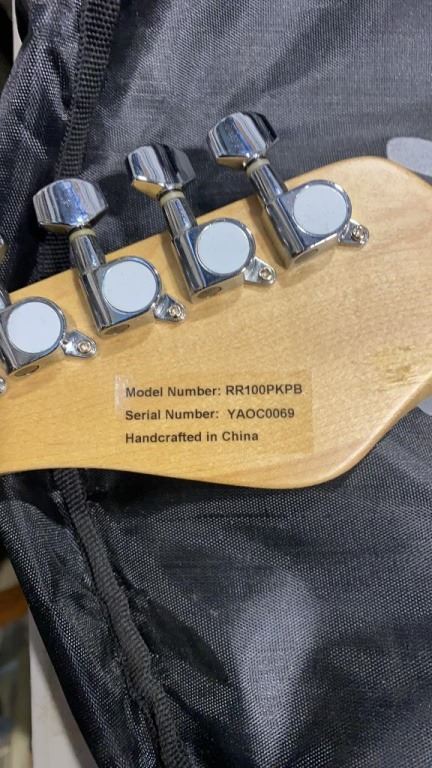 Model Number: RR100PKPB
Serial Number: YAOC0069
Handcrafted in China